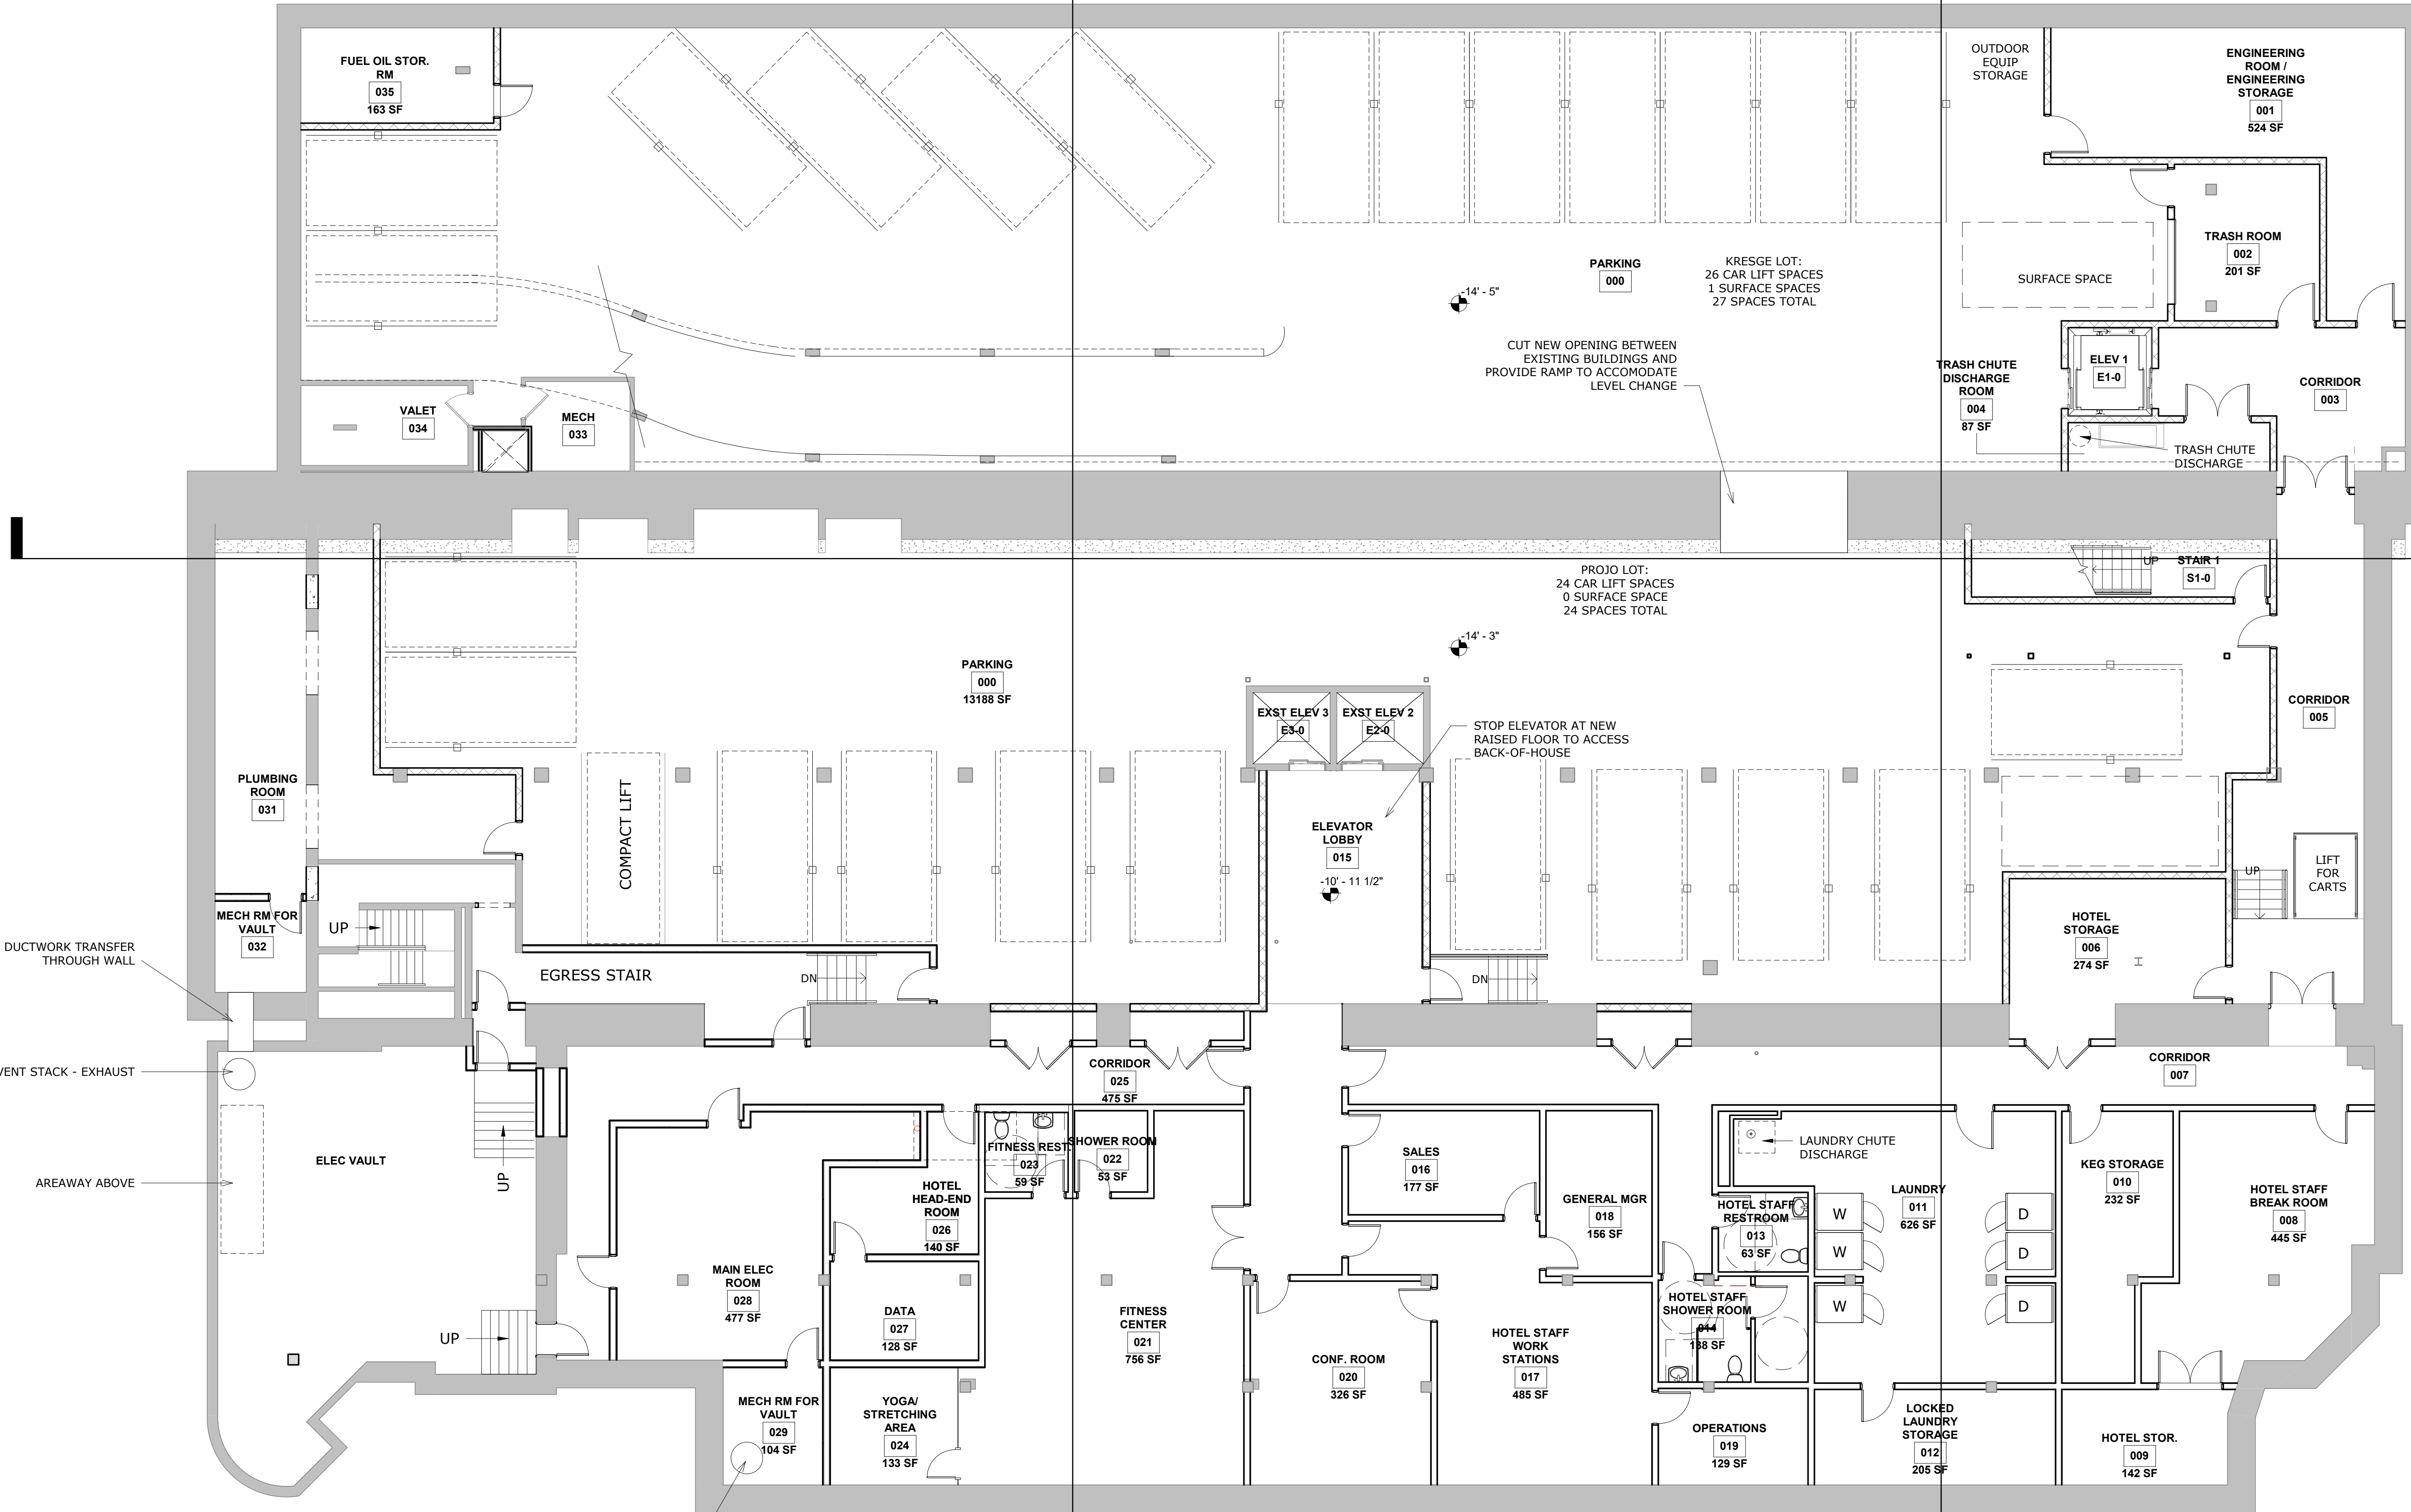 FUEL OIL STOR.
RM
035
163 SF
OUTDOOR
EQUIP
STORAGE
ENGINEERING
ROOM /
ENGINEERING
STORAGE
001
524 SF
TRASH ROOM
002
201 SF
SURFACE SPACE
PARKING
000
KRESGE LOT:
26 CAR LIFT SPACES
1 SURFACE SPACES
27 SPACES TOTAL
-14' - 5"
CUT NEW OPENING BETWEEN
EXISTING BUILDINGS AND
PROVIDE RAMP TO ACCOMODATE
LEVEL CHANGE
TRASH CHUTE
DISCHARGE
ROOM
004
87 SF
ELEV 1
E1-0
CORRIDOR
003
VALET
034
MECH
033
TRASH CHUTE
DISCHARGE
UP
STAIR 1
S1-0
PROJO LOT:
24 CAR LIFT SPACES
0 SURFACE SPACE
24 SPACES TOTAL
-14' - 3"
PARKING
000
13188 SF
CORRIDOR
005
EXST ELEV 3
E3-0
EXST ELEV 2
E2-0
STOP ELEVATOR AT NEW
RAISED FLOOR TO ACCESS
BACK-OF-HOUSE
PLUMBING
ROOM
031
COMPACT LIFT
ELEVATOR
LOBBY
015
-10' - 11 1/2"
UP
LIFT
FOR
CARTS
MECH RM FOR
VAULT
032
UP
HOTEL
STORAGE
006
274 SF
DUCTWORK TRANSFER
THROUGH WALL
EGRESS STAIR
DN
DN
VENT STACK - EXHAUST
CORRIDOR
025
475 SF
CORRIDOR
007
AREAWAY ABOVE
ELEC VAULT
UP
FITNESS REST.
023
59 SF
SHOWER ROOM
022
53 SF
SALES
016
177 SF
LAUNDRY CHUTE
DISCHARGE
HOTEL
HEAD-END
ROOM
026
140 SF
GENERAL MGR
018
156 SF
HOTEL STAFF
RESTROOM
013
63 SF
LAUNDRY
011
626 SF
KEG STORAGE
010
232 SF
HOTEL STAFF
BREAK ROOM
008
445 SF
W
D
W
D
W
D
MAIN ELEC
ROOM
028
477 SF
DATA
027
128 SF
FITNESS
CENTER
021
756 SF
HOTEL STAFF
SHOWER ROOM
014
138 SF
UP
CONF. ROOM
020
326 SF
HOTEL STAFF
WORK
STATIONS
017
485 SF
MECH RM FOR
VAULT
029
104 SF
YOGA/
STRETCHING
AREA
024
133 SF
OPERATIONS
019
129 SF
LOCKED
LAUNDRY
STORAGE
012
205 SF
HOTEL STOR.
009
142 SF